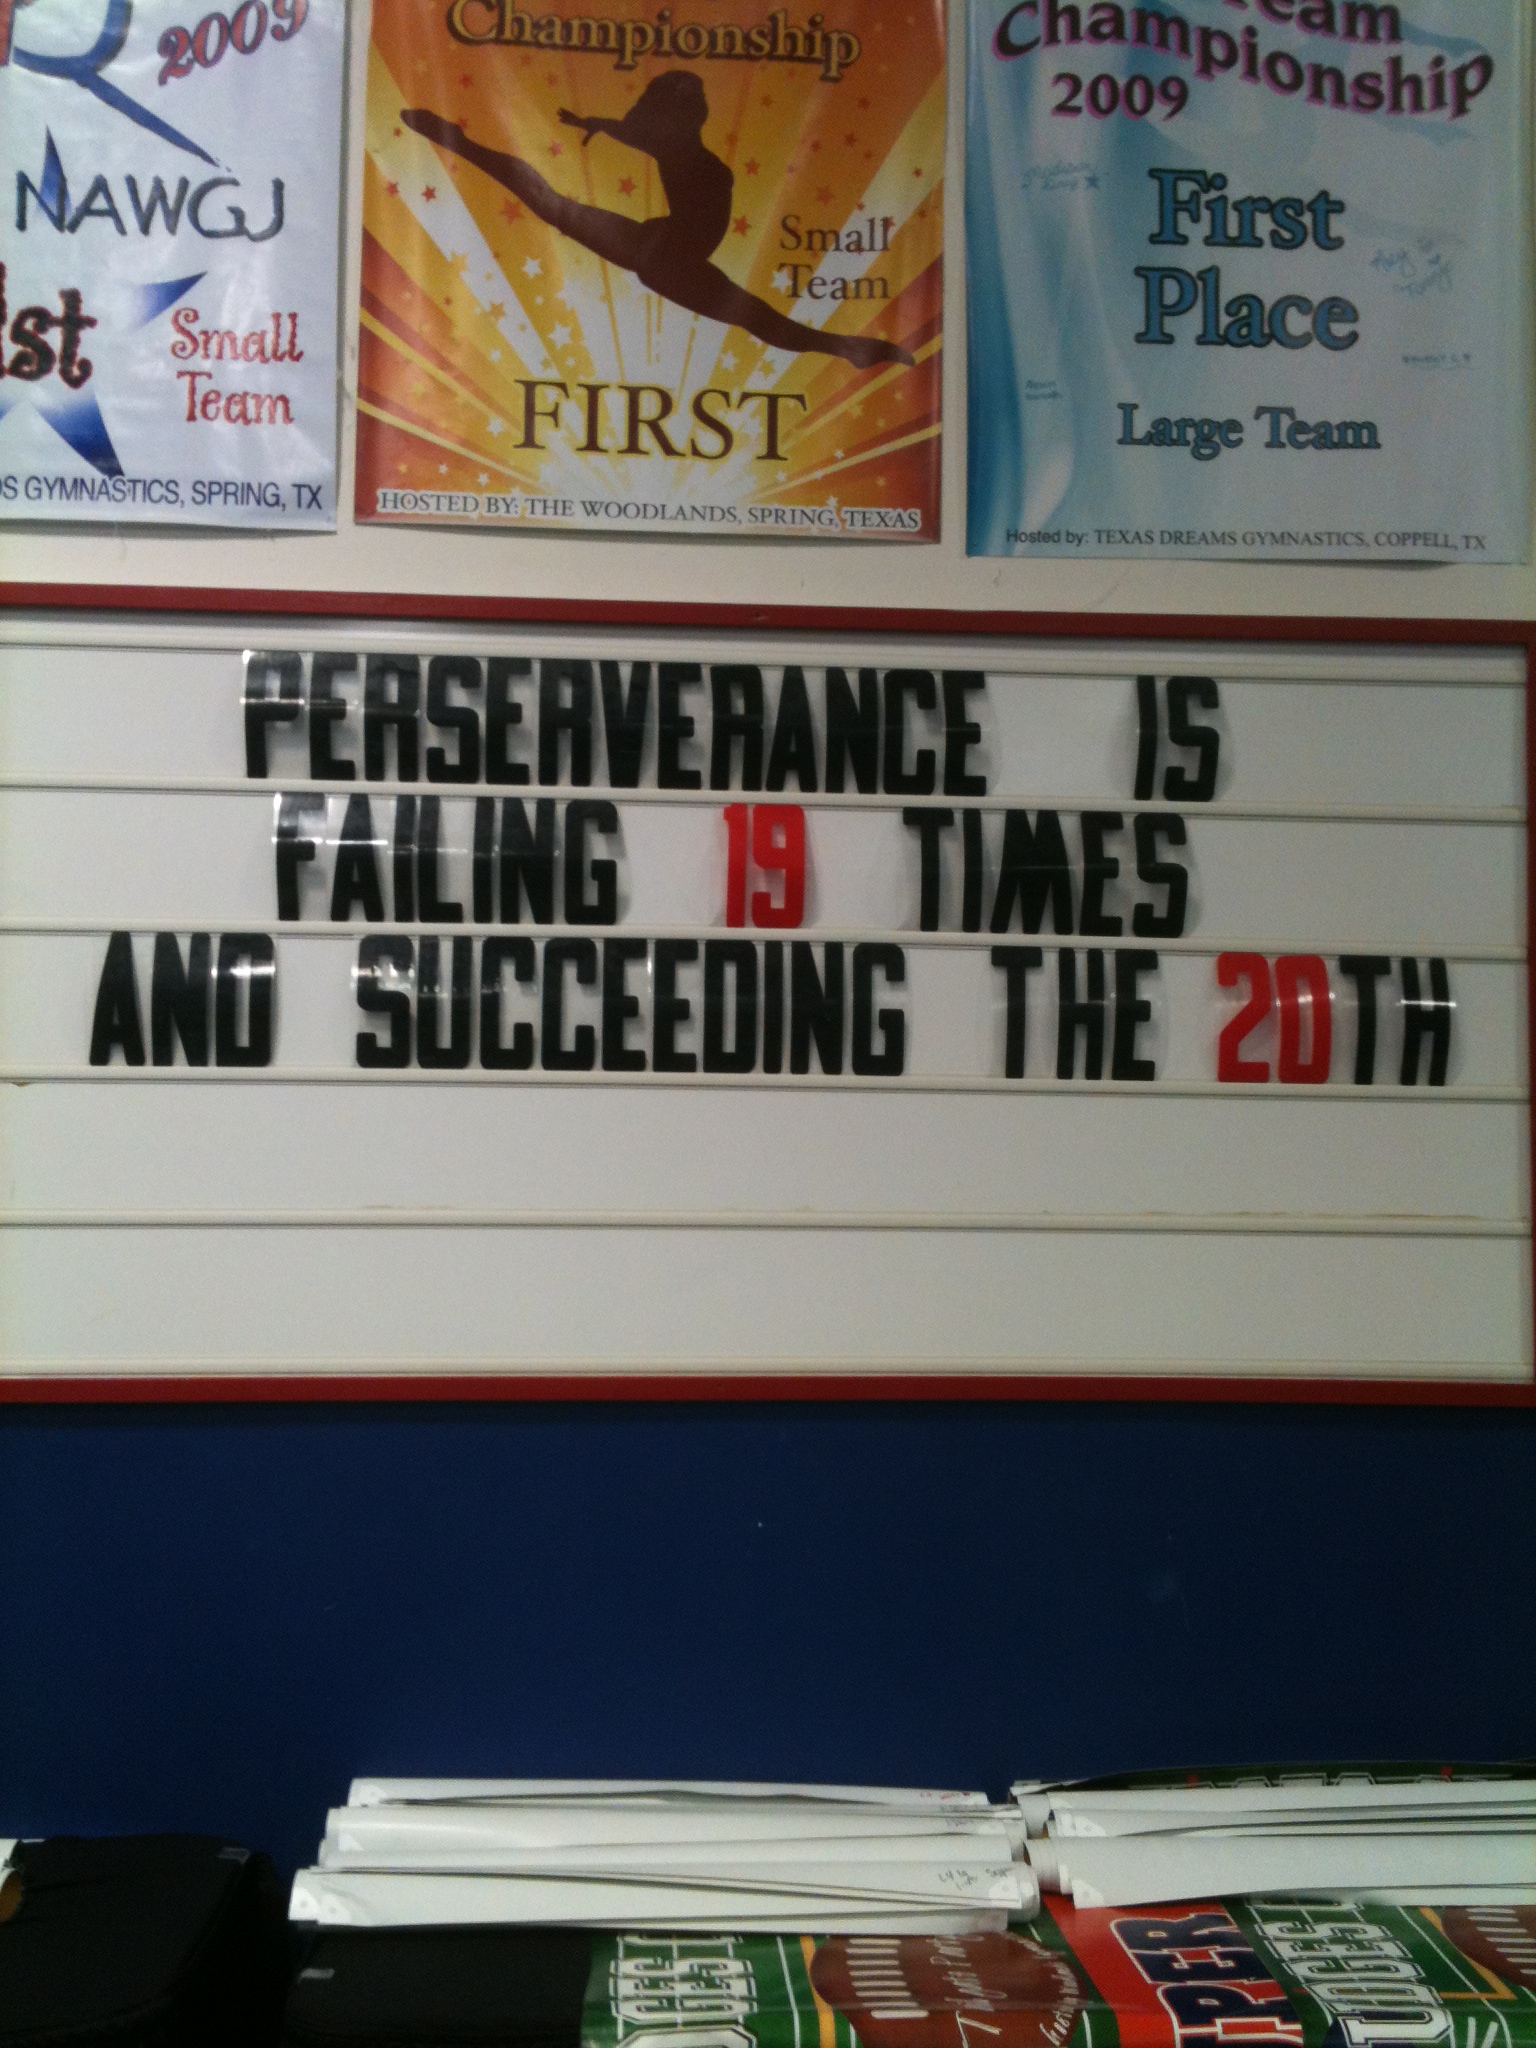 2009
NAWGJ
1st
Small
Team
GYMNASTICS, SPRING, TX
Championship
Small
Team
FIRST
HOSTED BY: THE WOODLANDS, SPRING, TEXAS
Team
Championship
2009
First
Place
Large Team
Hosted by: TEXAS DREAMS GYMNASTICS, COPPELL, TX
PERSERVERANCE IS
FAILING 19 TIMES
AND SUCCEEDING THE 20TH